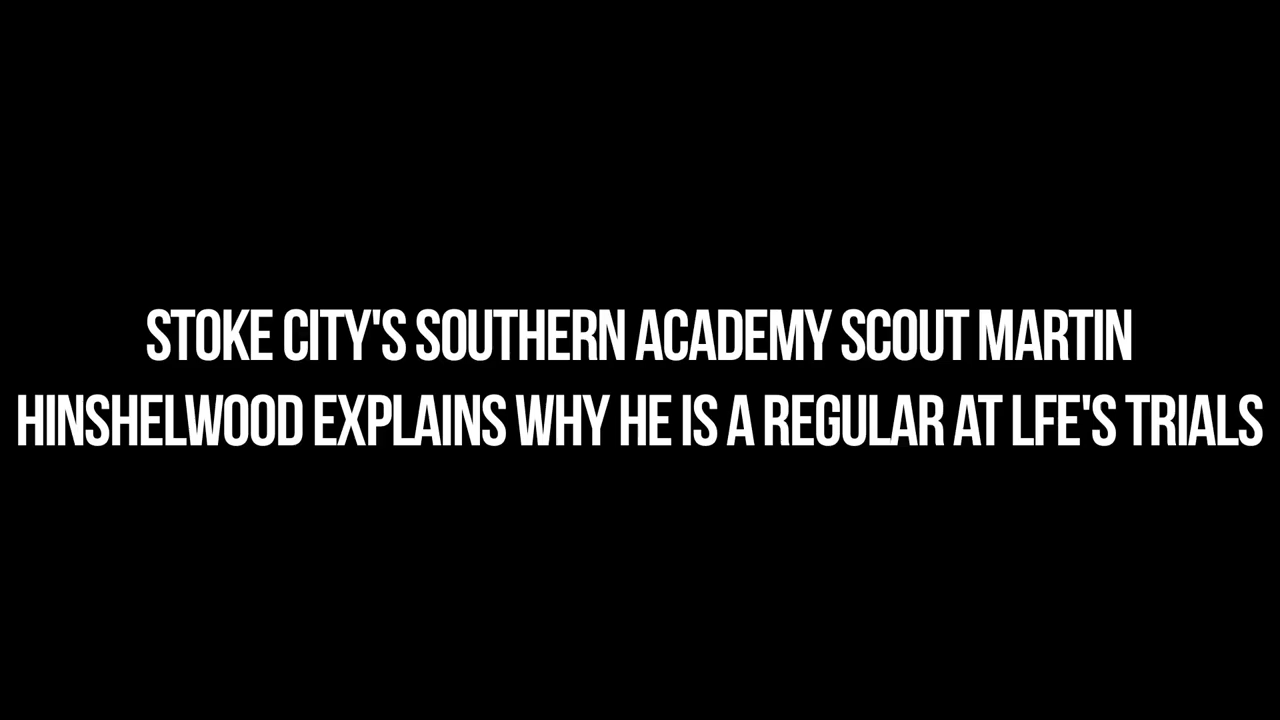 STOKE CITY'S SOUTHERN ACADEMY SCOUT MARTIN
HINSHELWOOD EXPLAINS WHY HE IS A REGULAR AT LFE'S TRIALS